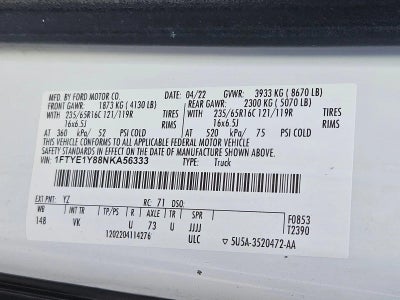 MFD. BY FORD MOTOR CO. 04/22 GVWR: 3933 KG ( 8670 LB)
FRONT GAWR: 1873 KG ( 4130 LB) REAR GAWR: 2300 KG ( 5070 LB)
WITH 235/65R16C 121/119R TIRES WITH 235/65R16C 121/119R TIRES
16x6.5J RIMS 16x6.5J RIMS
AT 360 kPa/ 52 PSI COLD AT 520 kPa/ 75 PSI COLD
THIS VEHICLE CONFORMS TO ALL APPLICABLE FEDERAL MOTOR VEHICLE
SAFETY STANDARDS IN EFFECT ON THE DATE OF MANUFACTURE SHOWN ABOVE.
VIN: 1FTYE1Y88NKA56333 TYPE: Truck
EXT PNT: YZ RC: 71 DSO:
WB INT TR TP/PS R AXLE TR SPR
148 VK U 73 U JJJJ
ULC
F0853
T2390
1202204114276
SU5A-3520472-AA